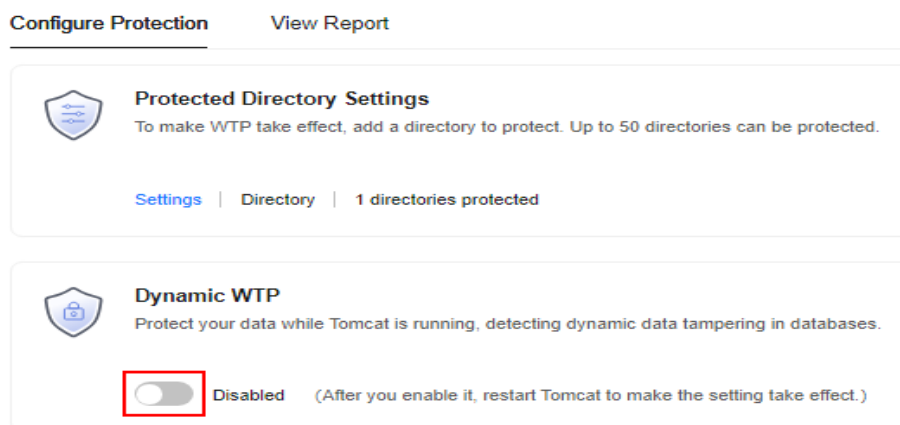 Configure Protection View Report
Protected Directory Settings
To make WTP take effect, add a directory to protect. Up to 50 directories can be protected.
Settings | Directory | 1 directories protected
Dynamic WTP
Protect your data while Tomcat is running, detecting dynamic data tampering in databases.
Disabled (After you enable it, restart Tomcat to make the setting take effect.)